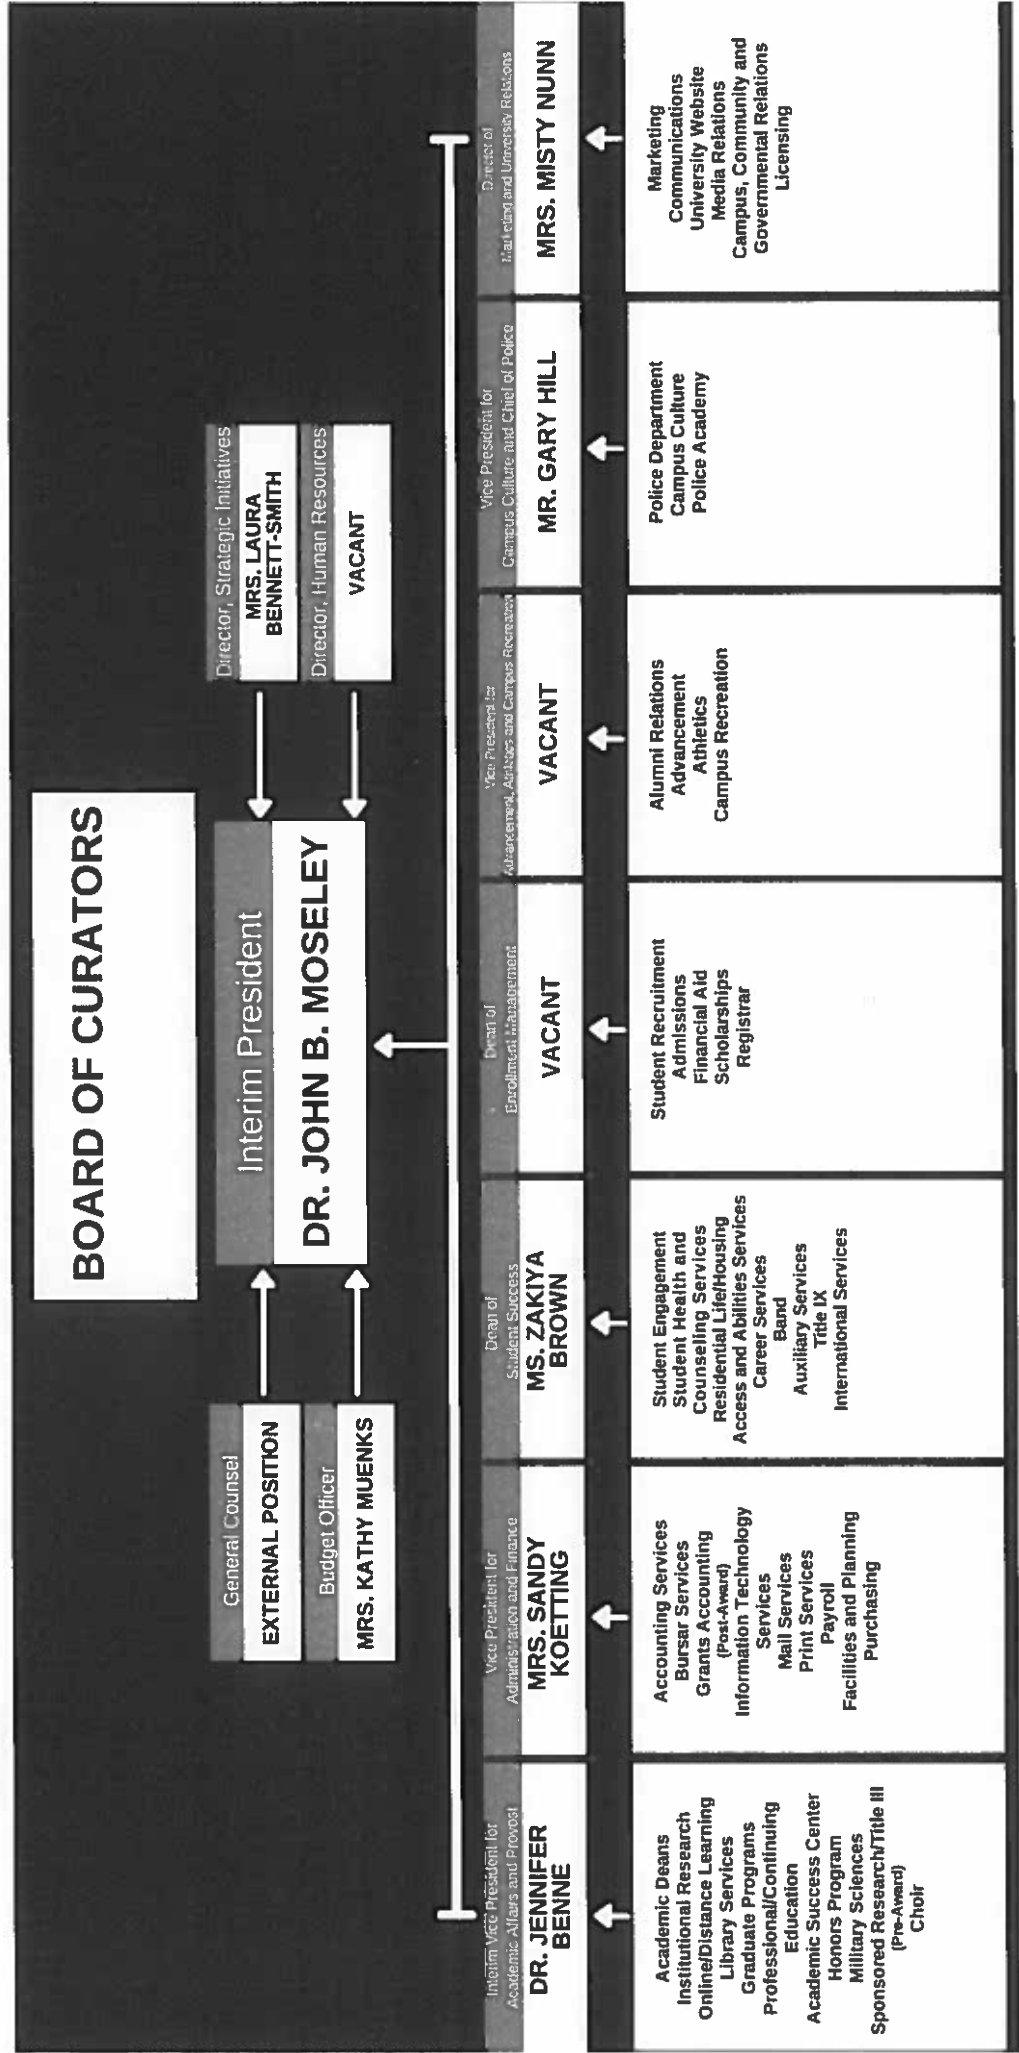 BOARD OF CURATORS
Interim President
DR. JOHN B. MOSELEY
General Counsel
EXTERNAL POSITION
Budget Officer
MRS. KATHY MUENKS
Director, Strategic Initiatives
MRS. LAURA
BENNETT-SMITH
Director, Human Resources
VACANT
Interim Vice President for
Academic Affairs and Provost
DR. JENNIFER
BENNE
Academic Deans
Institutional Research
Online/Distance Learning
Library Services
Graduate Programs
Professional/Continuing
Education
Academic Success Center
Honors Program
Military Sciences
Sponsored Research/Title III
(Pre-Award)
Choir
Vice President for
Administration and Finance
MRS. SANDY
KOETTING
Accounting Services
Bursar Services
Grants Accounting
(Post-Award)
Information Technology
Services
Mail Services
Print Services
Payroll
Facilities and Planning
Purchasing
Dean of
Student Success
MS. ZAKIYA
BROWN
Student Engagement
Student Health and
Counseling Services
Residential Life/Housing
Access and Abilities Services
Career Services
Band
Auxiliary Services
Title IX
International Services
Dean of
Enrollment Management
VACANT
Student Recruitment
Admissions
Financial Aid
Scholarships
Registrar
Vice President for
Advancement, Athletics and Campus Recreation
VACANT
Alumni Relations
Advancement
Athletics
Campus Recreation
Vice President for
Campus Culture and Chief of Police
MR. GARY HILL
Police Department
Campus Culture
Police Academy
Director of
Marketing and University Relations
MRS. MISTY NUNN
Marketing
Communications
University Website
Media Relations
Campus, Community and
Governmental Relations
Licensing